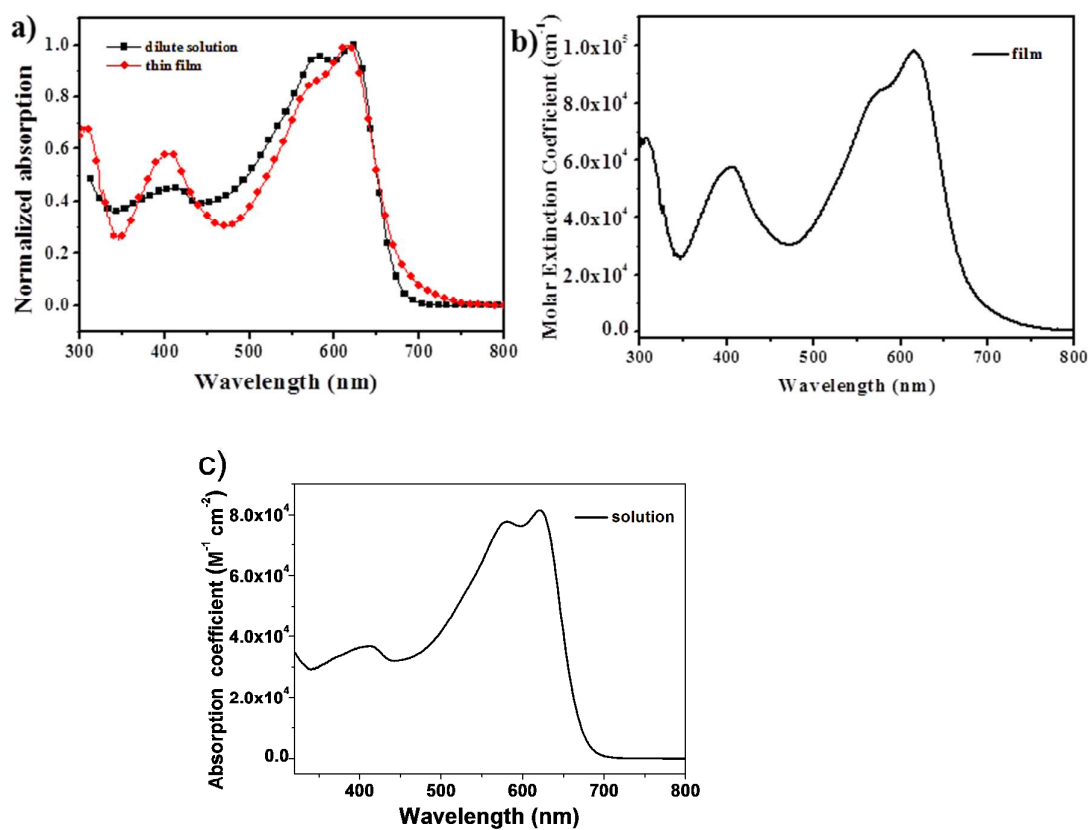 a)
dilute solution
thin film
Normalized absorption
1.0
0.8
0.6
0.4
0.2
0.0
300 400 500 600 700 800
Wavelength (nm)
b)
film
Molar Extinction Coefficient (cm⁻¹)
1.0x10⁵
8.0x10⁴
6.0x10⁴
4.0x10⁴
2.0x10⁴
0.0
300 400 500 600 700 800
Wavelength (nm)
c)
solution
Absorption coefficient (M⁻¹ cm⁻²)
8.0x10⁴
6.0x10⁴
4.0x10⁴
2.0x10⁴
0.0
400 500 600 700 800
Wavelength (nm)